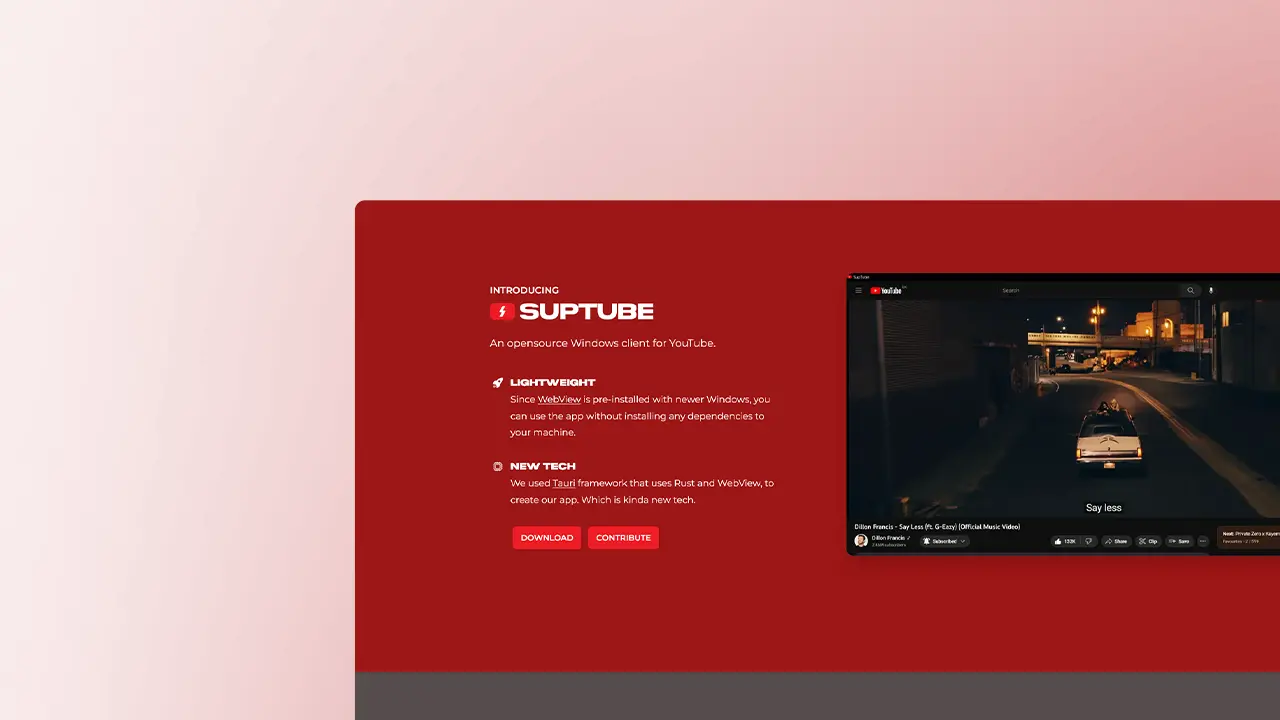 INTRODUCING
SUPTUBE
An opensource Windows client for YouTube.
LIGHTWEIGHT
Since WebView is pre-installed with newer Windows, you
can use the app without installing any dependencies to
your machine.
NEW TECH
We used Tauri framework that uses Rust and WebView, to
create our app. Which is kinda new tech.
DOWNLOAD CONTRIBUTE
SupTube
YouTube
Search
Say less
Dillon Francis - Say Less (ft. G-Eazy) (Official Music Video)
Dillon Francis
Subscribed
133K Share Clip Save
Next: Private Zero x